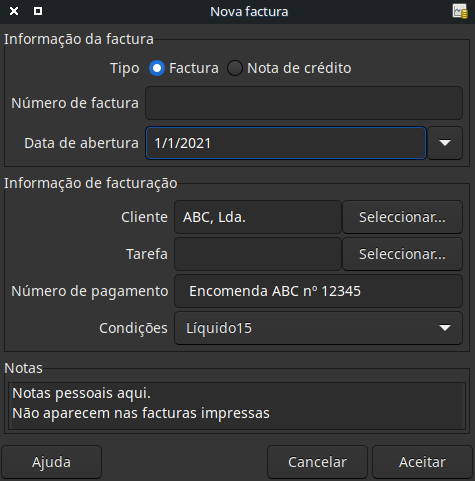 Nova factura
Informação da factura
Tipo Factura Nota de crédito
Número de factura
Data de abertura 1/1/2021
Informação de facturação
Cliente ABC, Lda. Seleccionar...
Tarefa Seleccionar...
Número de pagamento Encomenda ABC nº 12345
Condições Líquido15
Notas
Notas pessoais aqui.
Não aparecem nas facturas impressas
Ajuda Cancelar Aceitar